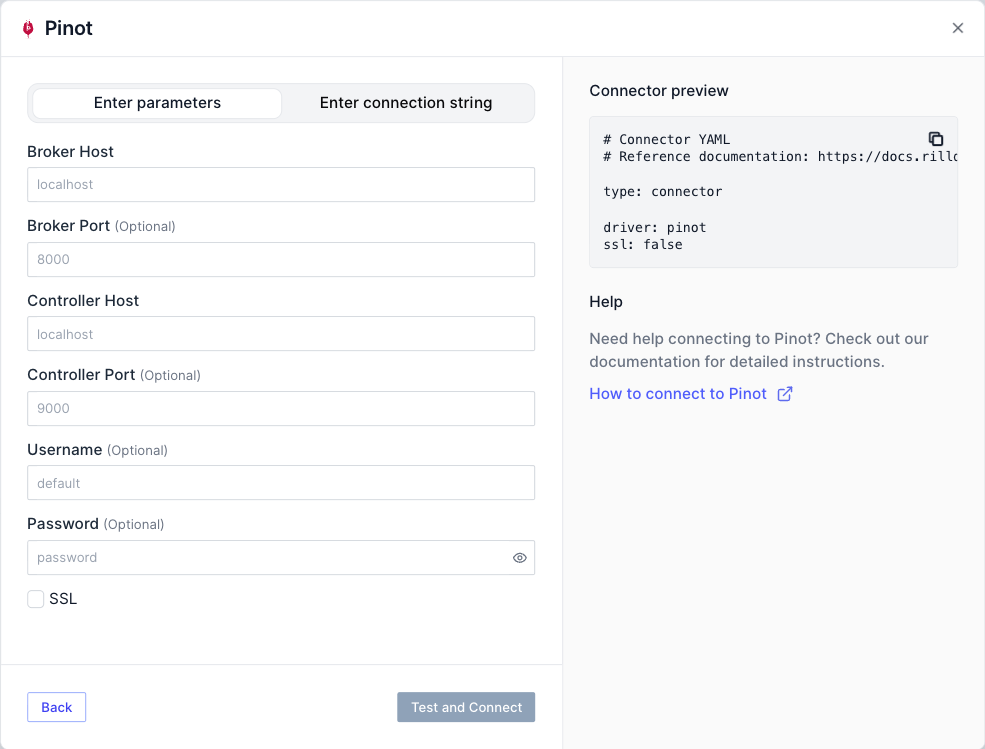 Pinot
Enter parameters
Enter connection string
Broker Host
localhost
Broker Port (Optional)
8000
Controller Host
localhost
Controller Port (Optional)
9000
Username (Optional)
default
Password (Optional)
password
SSL
Back
Test and Connect
Connector preview
# Connector YAML
# Reference documentation: https://docs.rill
type: connector
driver: pinot
ssl: false
Help
Need help connecting to Pinot? Check out our
documentation for detailed instructions.
How to connect to Pinot